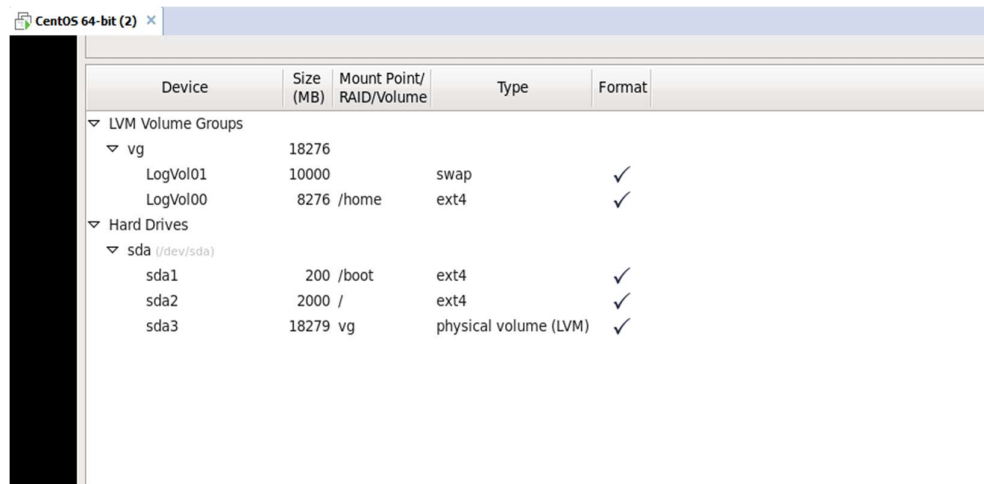 CentOS 64-bit (2) ×
Device Size (MB) Mount Point/ RAID/Volume Type Format
LVM Volume Groups
vg 18276
LogVol01 10000 swap
LogVol00 8276 /home ext4
Hard Drives
sda (/dev/sda)
sda1 200 /boot ext4
sda2 2000 / ext4
sda3 18279 vg physical volume (LVM)